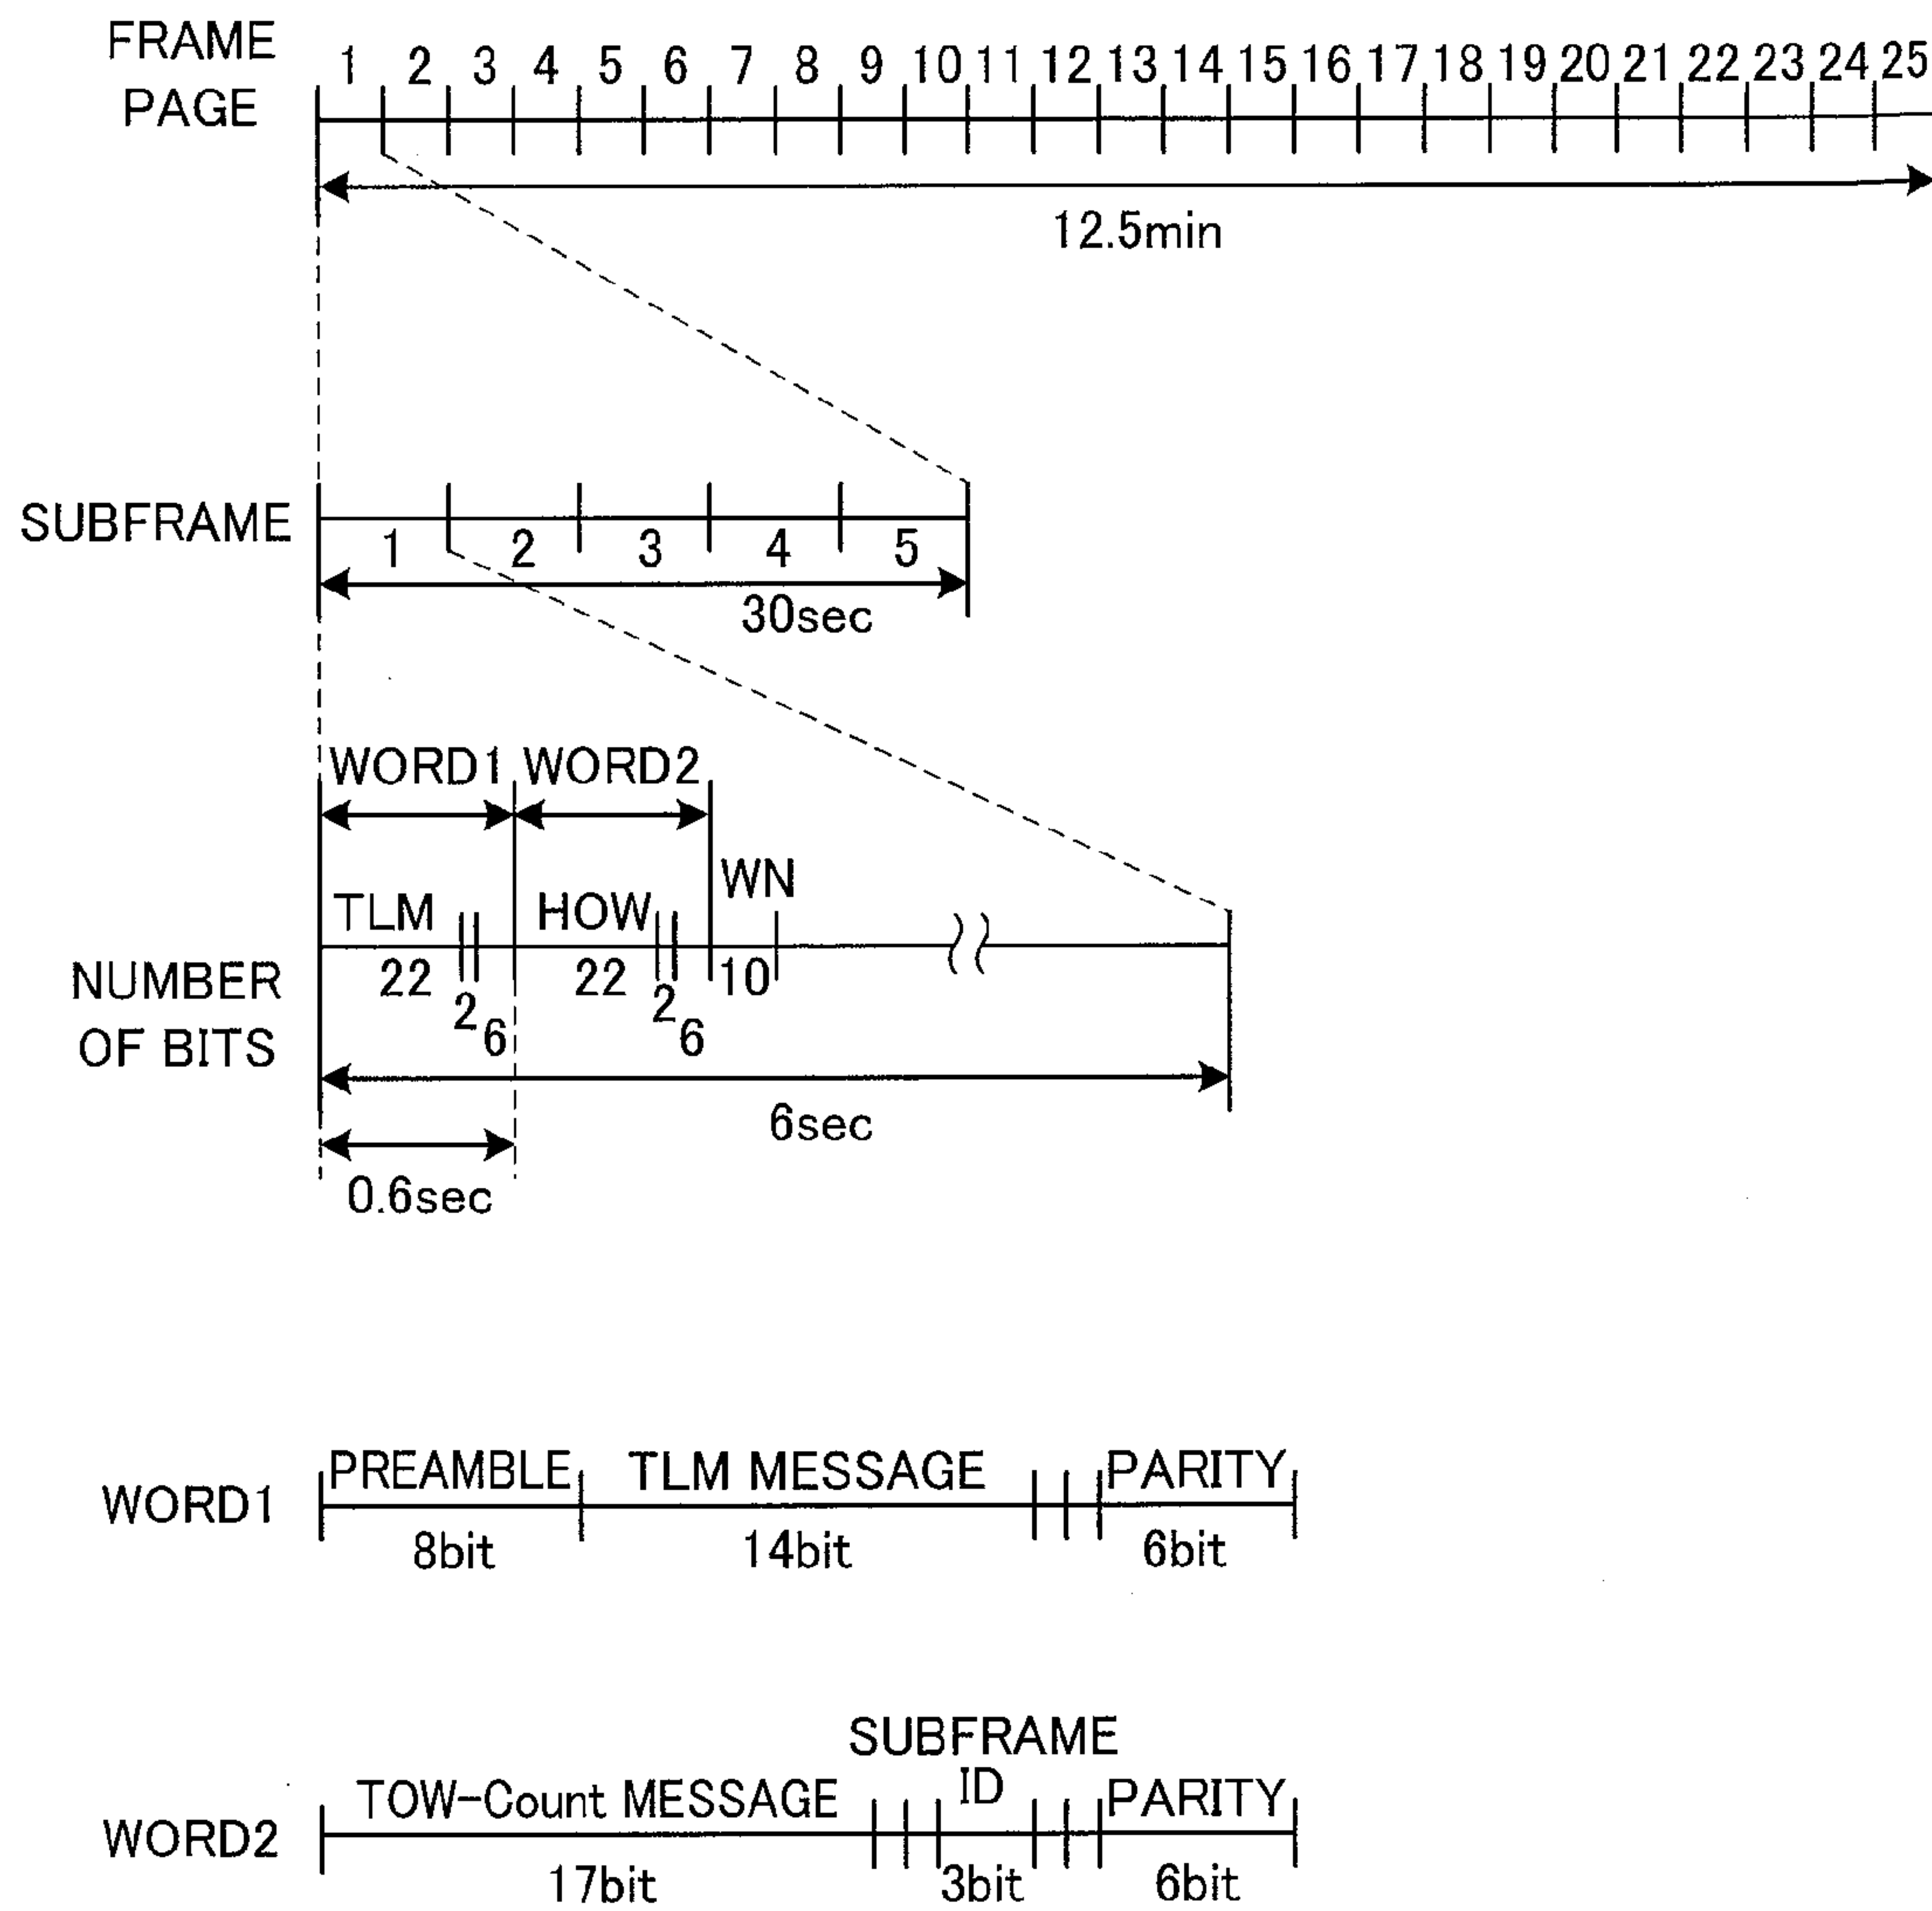 FRAME
PAGE
1 2 3 4 5 6 7 8 9 10 11 12 13 14 15 16 17 18 19 20 21 22 23 24 25
12.5min
SUBFRAME
1 2 3 4 5
30sec
WORD1 WORD2
WN
TLM HOW
NUMBER
OF BITS
22 22 10
2 2
6 6
6sec
0.6sec
PREAMBLE TLM MESSAGE PARITY
WORD1
8bit 14bit 6bit
SUBFRAME
ID
TOW-Count MESSAGE PARITY
WORD2
17bit 3bit 6bit